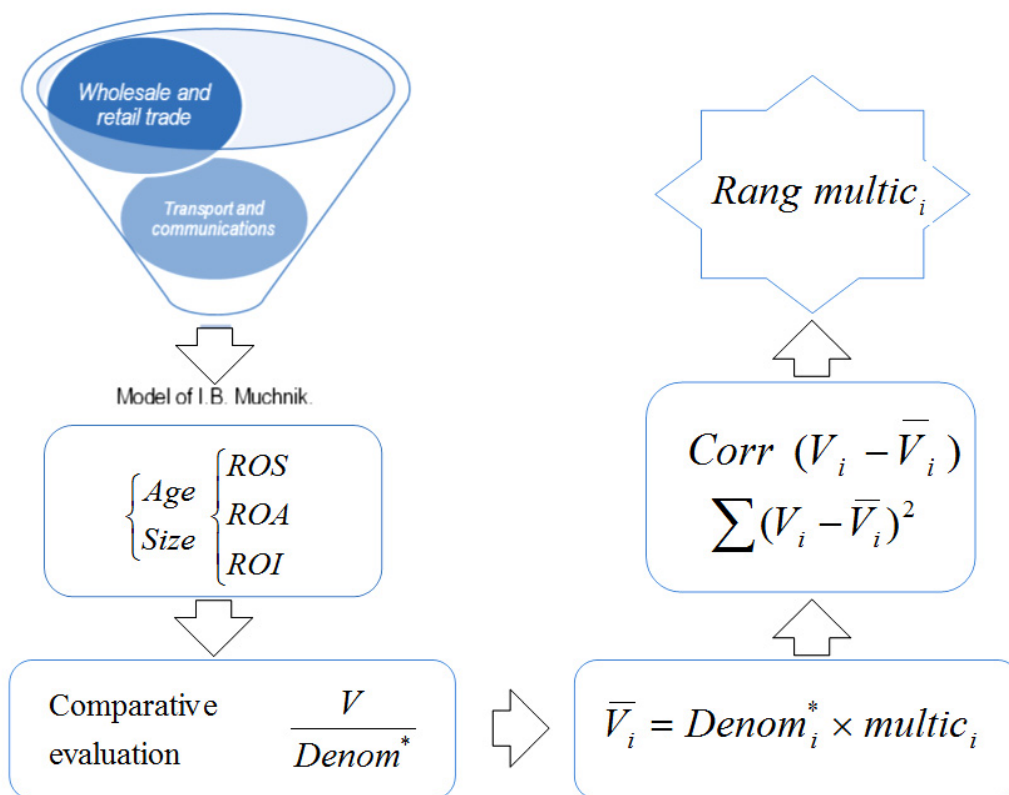 Wholesale and
retail trade
Transport and
communications
Model of I.B. Muchnik.
{ Age { ROS
Size ROA
ROI
Comparative
evaluation
V
Denom*
V̅ᵢ = Denomᵢ* × multicᵢ
Corr (Vᵢ − V̅ᵢ)
∑(Vᵢ − V̅ᵢ)²
Rang multicᵢ